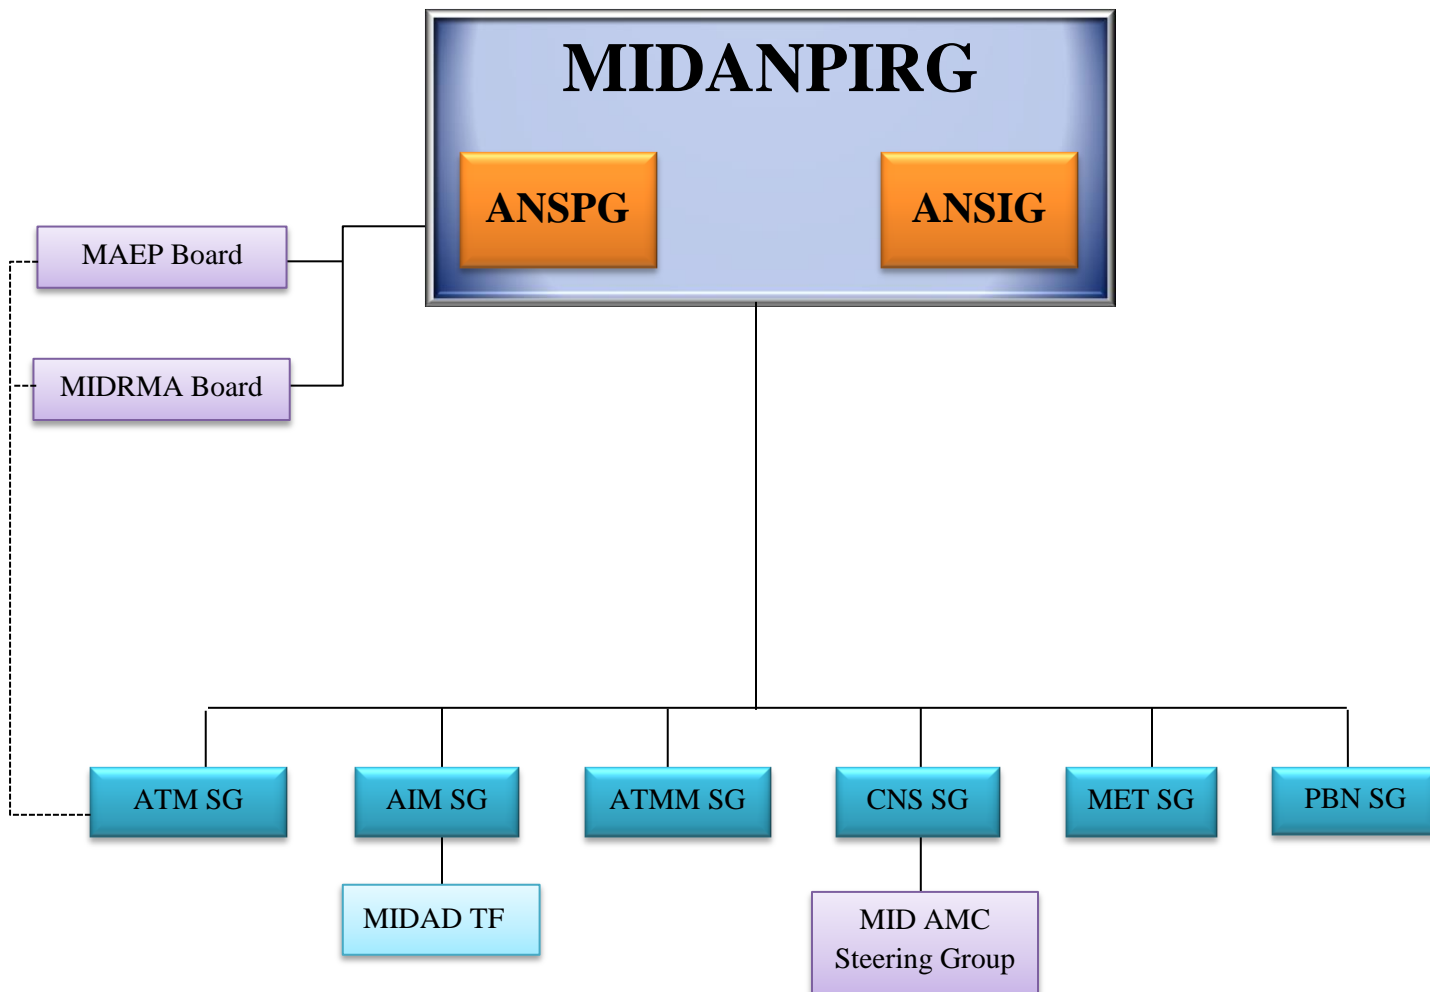 MIDANPIRG
ANSPG
ANSIG
MAEP Board
MIDRMA Board
ATM SG
AIM SG
ATMM SG
CNS SG
MET SG
PBN SG
MIDAD TF
MID AMC
Steering Group